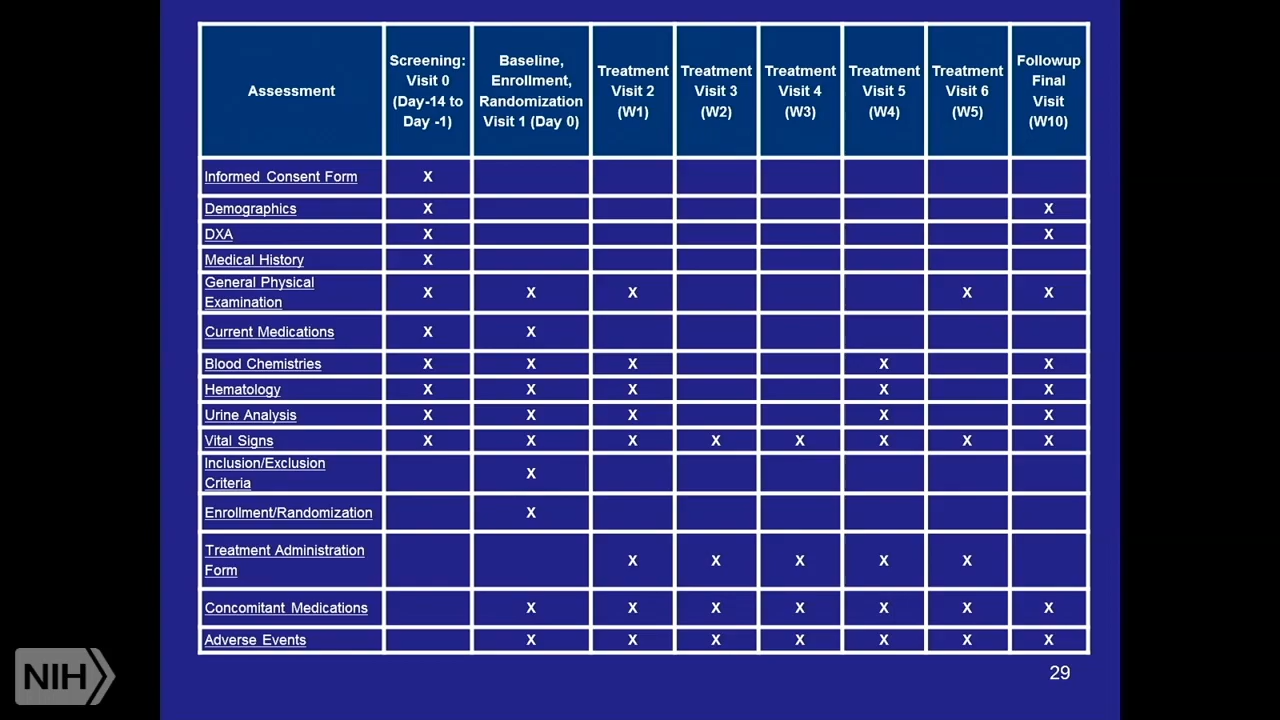 Assessment
Screening:
Visit 0
(Day-14 to
Day -1)
Baseline,
Enrollment,
Randomization
Visit 1 (Day 0)
Treatment
Visit 2
(W1)
Treatment
Visit 3
(W2)
Treatment
Visit 4
(W3)
Treatment
Visit 5
(W4)
Treatment
Visit 6
(W5)
Followup
Final
Visit
(W10)
Informed Consent Form X
Demographics X X
DXA X X
Medical History X
General Physical
Examination X X X X X
Current Medications X X
Blood Chemistries X X X X X
Hematology X X X X X
Urine Analysis X X X X X
Vital Signs X X X X X X X X
Inclusion/Exclusion
Criteria X
Enrollment/Randomization X
Treatment Administration
Form X X X X X
Concomitant Medications X X X X X X X
Adverse Events X X X X X X X
NIH
29